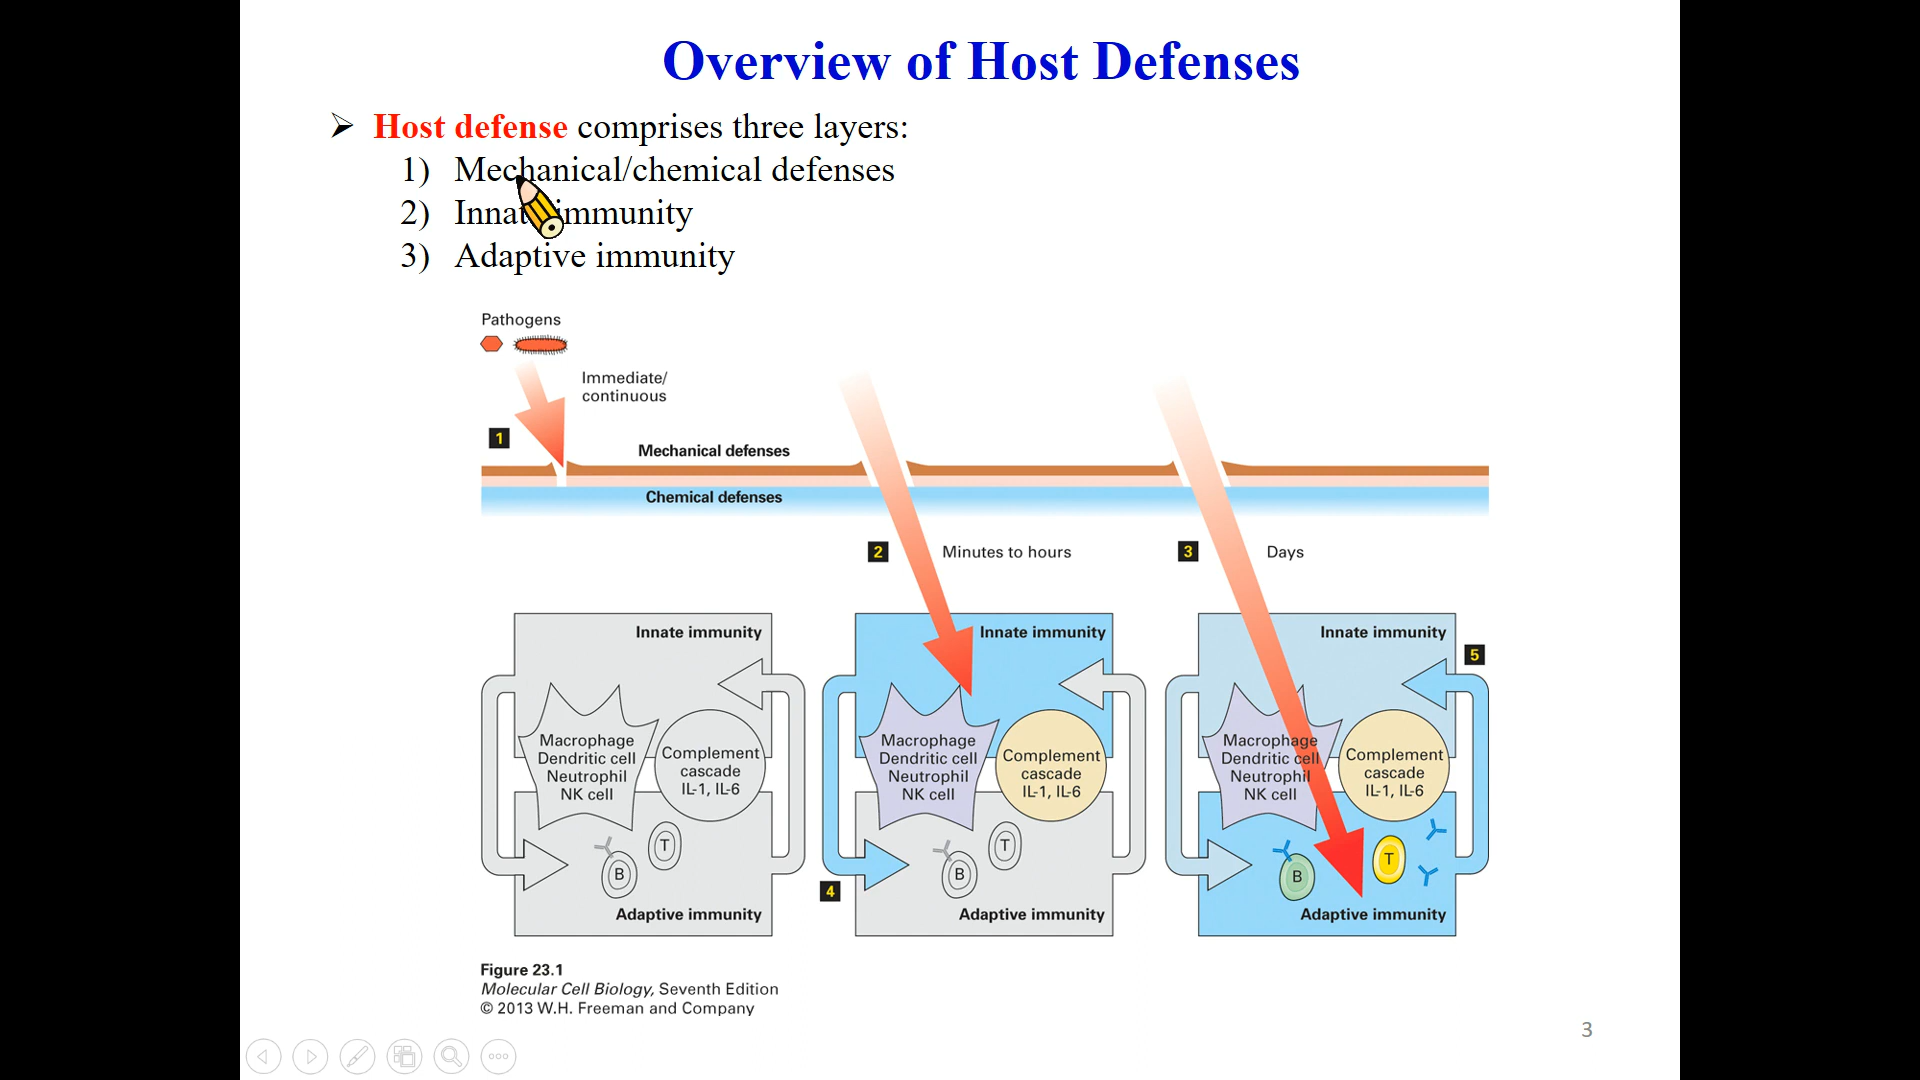 Overview of Host Defenses
➢ Host defense comprises three layers:
1) Mechanical/chemical defenses
2) Innate immunity
3) Adaptive immunity
Pathogens
Immediate/
continuous
1
Mechanical defenses
Chemical defenses
2 Minutes to hours
3 Days
Innate immunity
Macrophage
Dendritic cell
Neutrophil
NK cell
Complement
cascade
IL-1, IL-6
T
B
Adaptive immunity
Innate immunity
Macrophage
Dendritic cell
Neutrophil
NK cell
Complement
cascade
IL-1, IL-6
T
B
4
Adaptive immunity
Innate immunity
5
Macrophage
Dendritic cell
Neutrophil
NK cell
Complement
cascade
IL-1, IL-6
T
B
Adaptive immunity
Figure 23.1
Molecular Cell Biology, Seventh Edition
© 2013 W.H. Freeman and Company
3